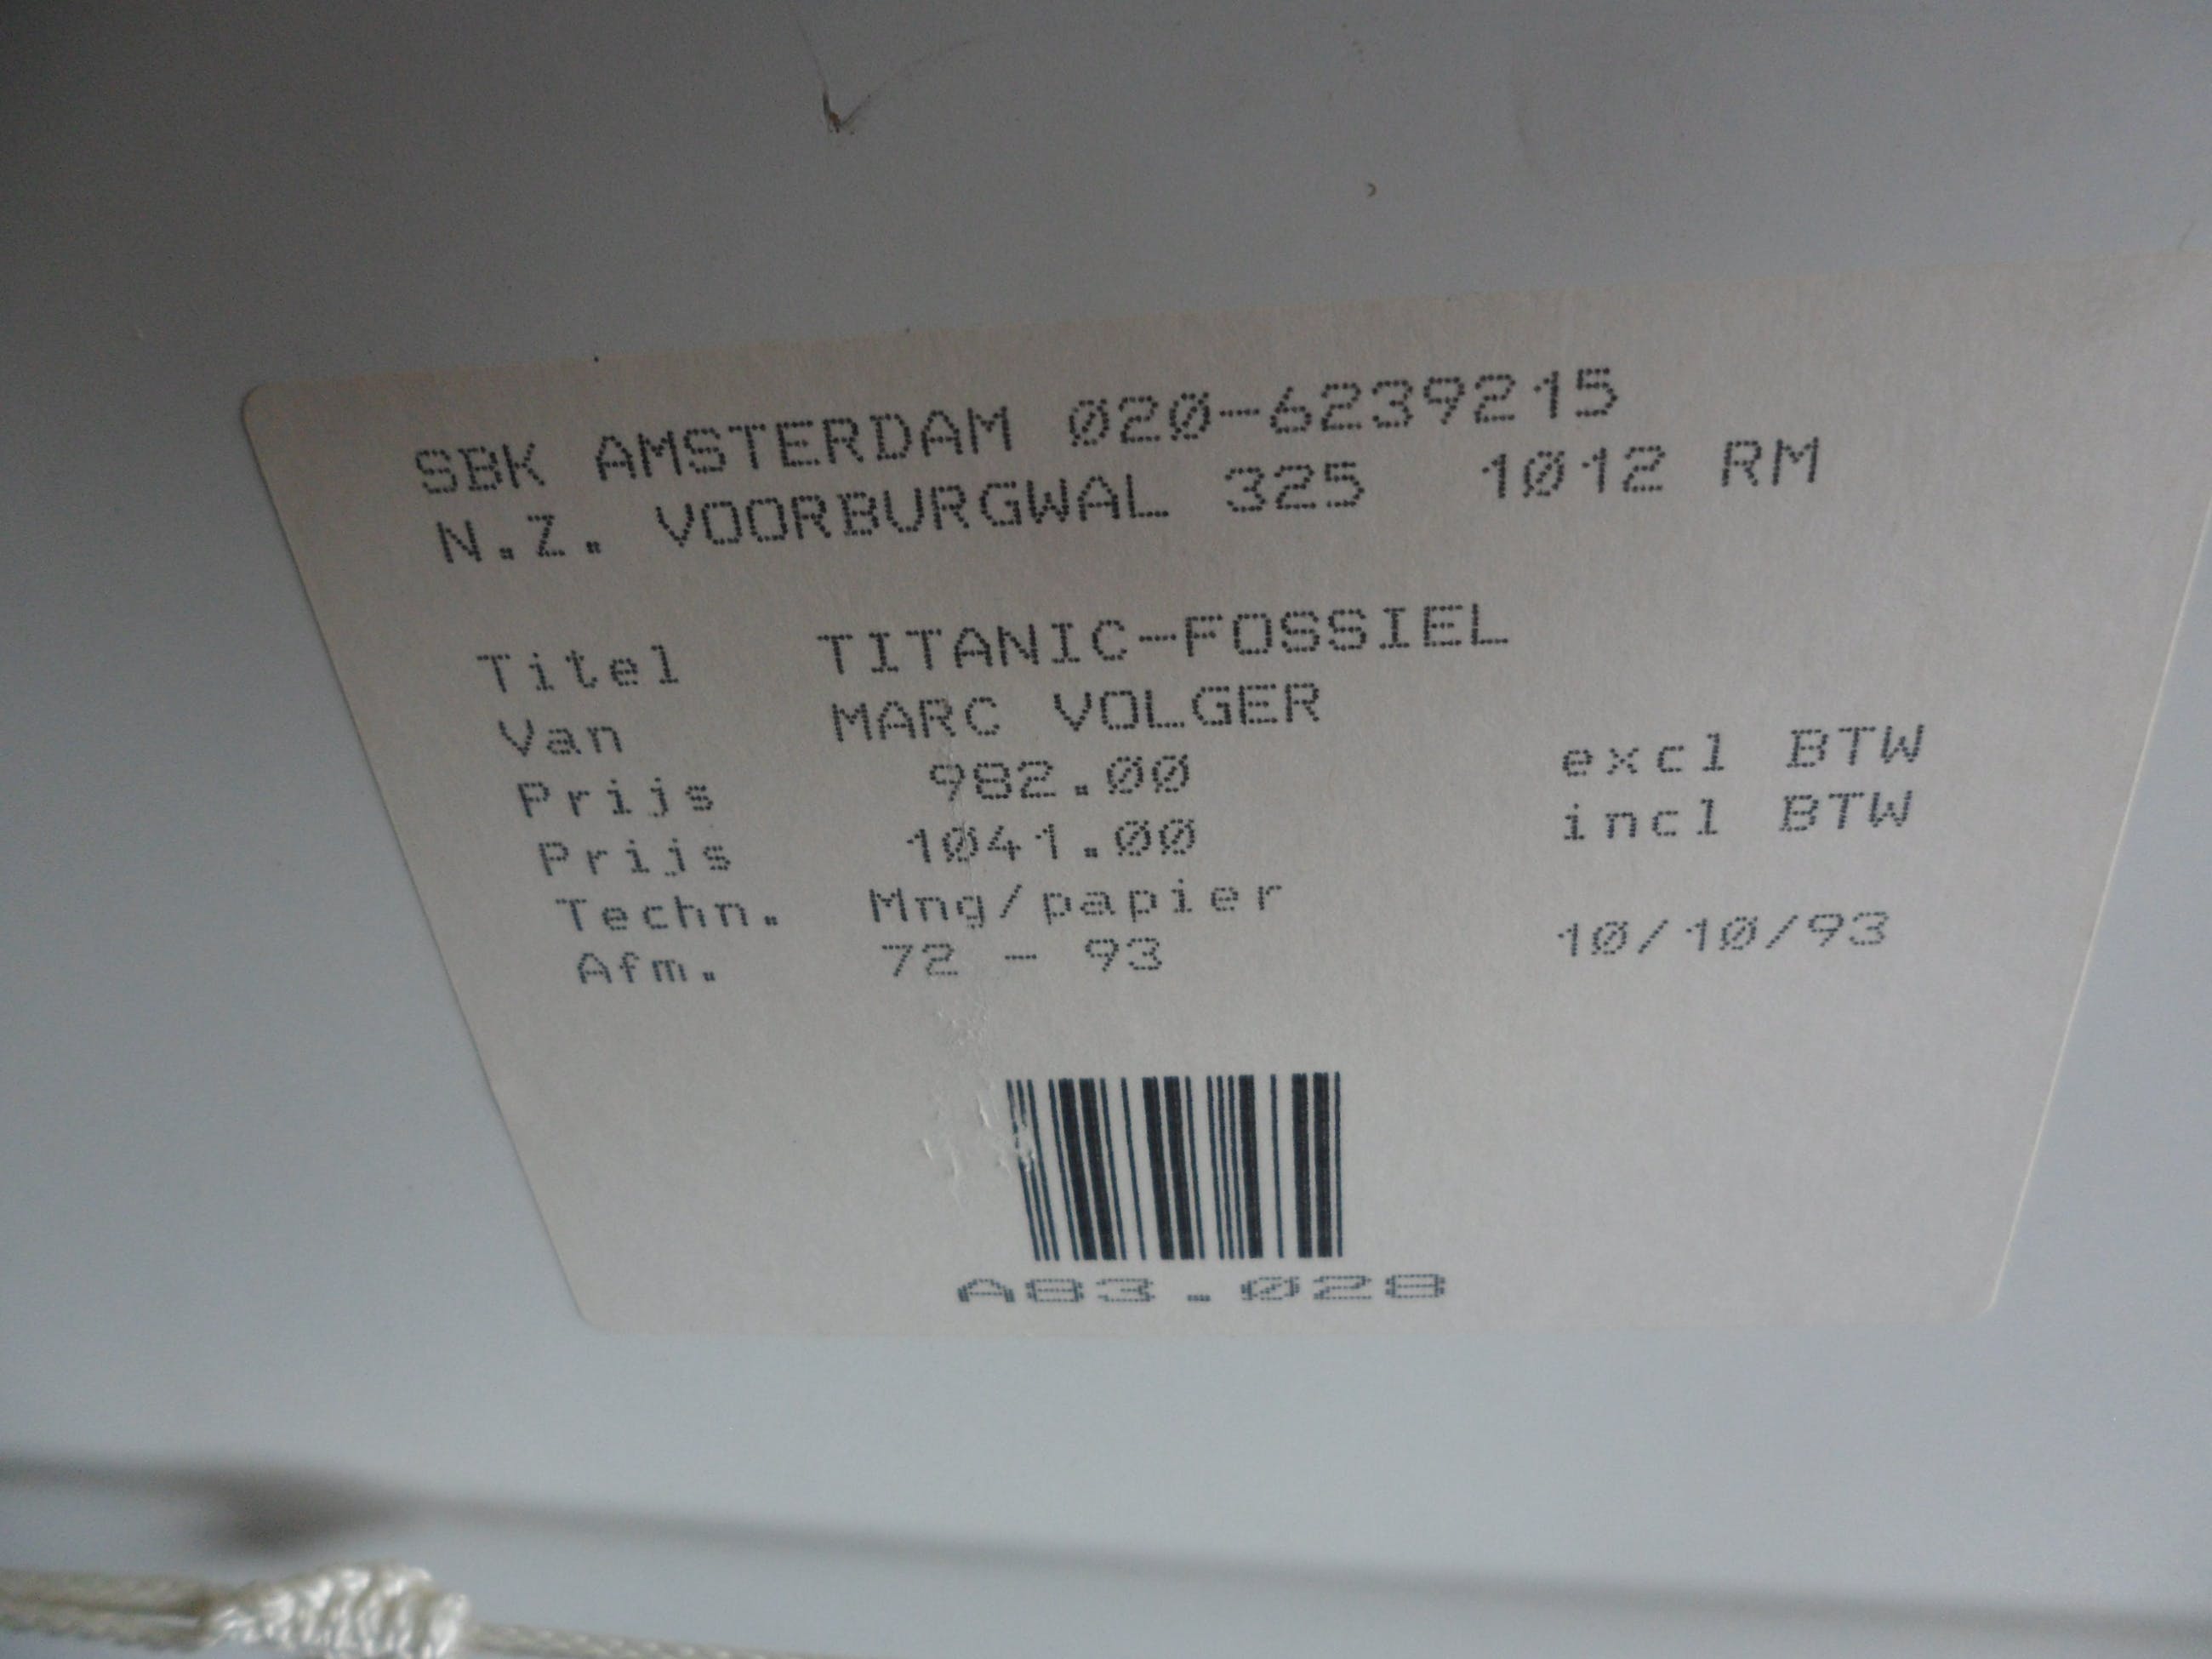 SBK AMSTERDAM 020-6239215
N.Z. VOORBURGWAL 325 1012 RM
Titel TITANIC-FOSSIEL
Van MARC VOLGER
Prijs 982.00 excl BTW
Prijs 1041.00 incl BTW
Techn. Mng/papier
Afm. 72 - 93 10/10/93
A83.028